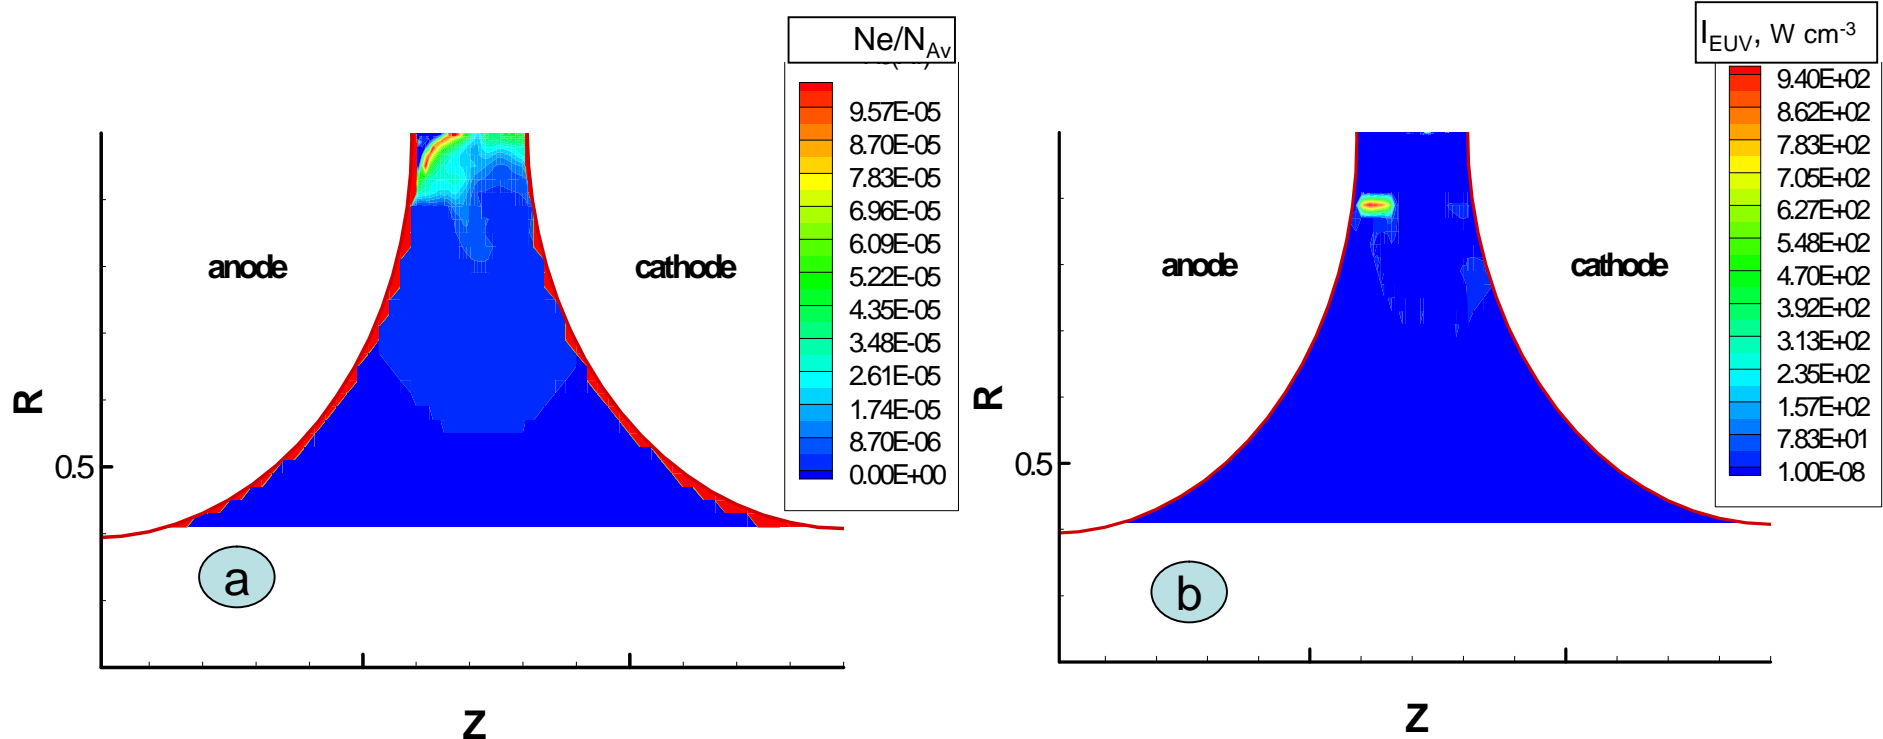 Ne/N_Av
9.57E-05
8.70E-05
7.83E-05
6.96E-05
6.09E-05
5.22E-05
4.35E-05
3.48E-05
2.61E-05
1.74E-05
8.70E-06
0.00E+00
anode
cathode
R
0.5
Z
a
I_EUV, W cm-3
9.40E+02
8.62E+02
7.83E+02
7.05E+02
6.27E+02
5.48E+02
4.70E+02
3.92E+02
3.13E+02
2.35E+02
1.57E+02
7.83E+01
1.00E-08
anode
cathode
R
0.5
Z
b